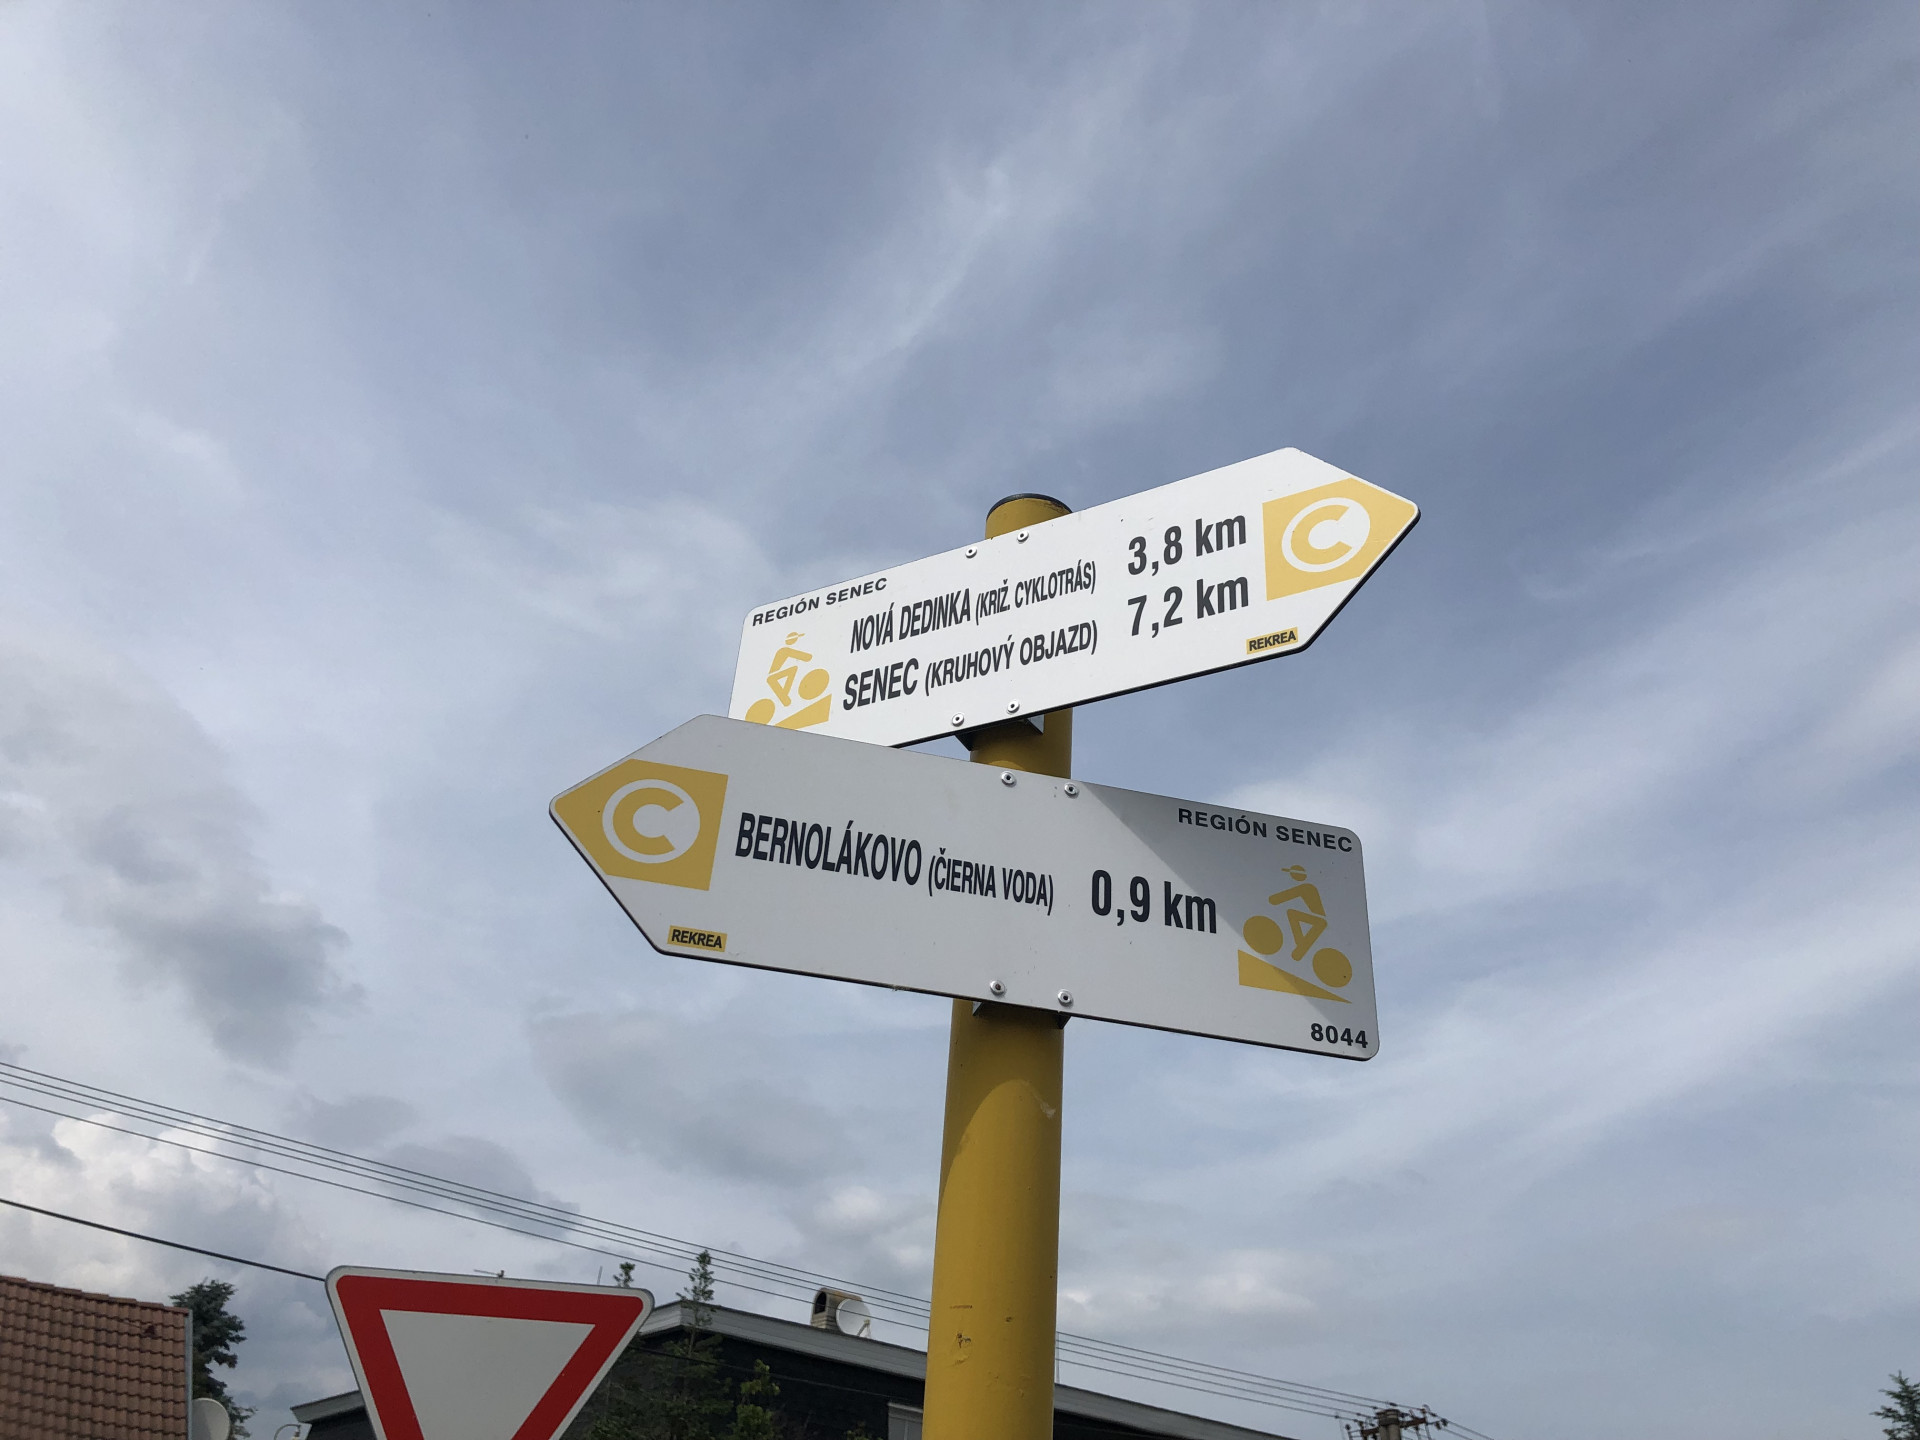 REGIÓN SENEC
NOVÁ DEDINKA (KRIŽ. CYKLOTRÁS) 3,8 km
SENEC (KRUHOVÝ OBJAZD) 7,2 km
C
REKREA
REGIÓN SENEC
C
BERNOLÁKOVO (ČIERNA VODA) 0,9 km
REKREA
8044